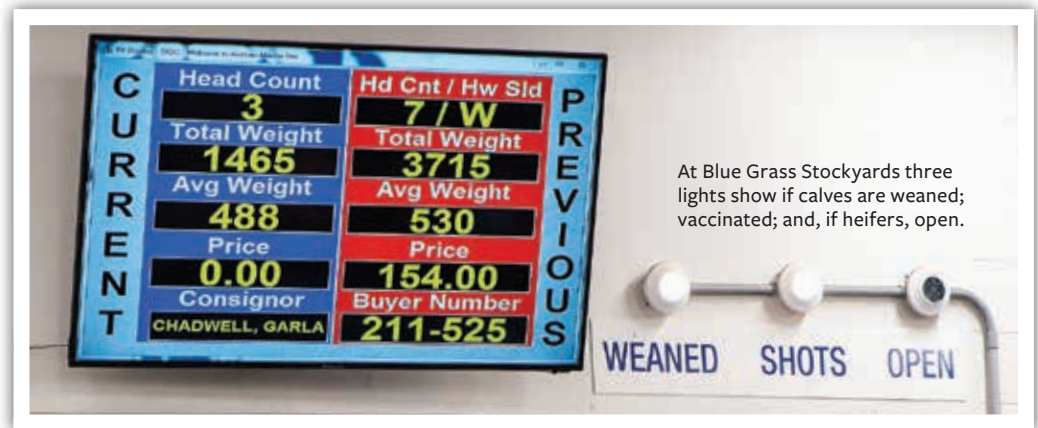 CURRENT
Head Count
3
Total Weight
1465
Avg Weight
488
Price
0.00
Consignor
CHADWELL, GARLA
PREVIOUS
Hd Cnt / Hw Sld
7 / W
Total Weight
3715
Avg Weight
530
Price
154.00
Buyer Number
211-525
At Blue Grass Stockyards three
lights show if calves are weaned;
vaccinated; and, if heifers, open.
WEANED SHOTS OPEN